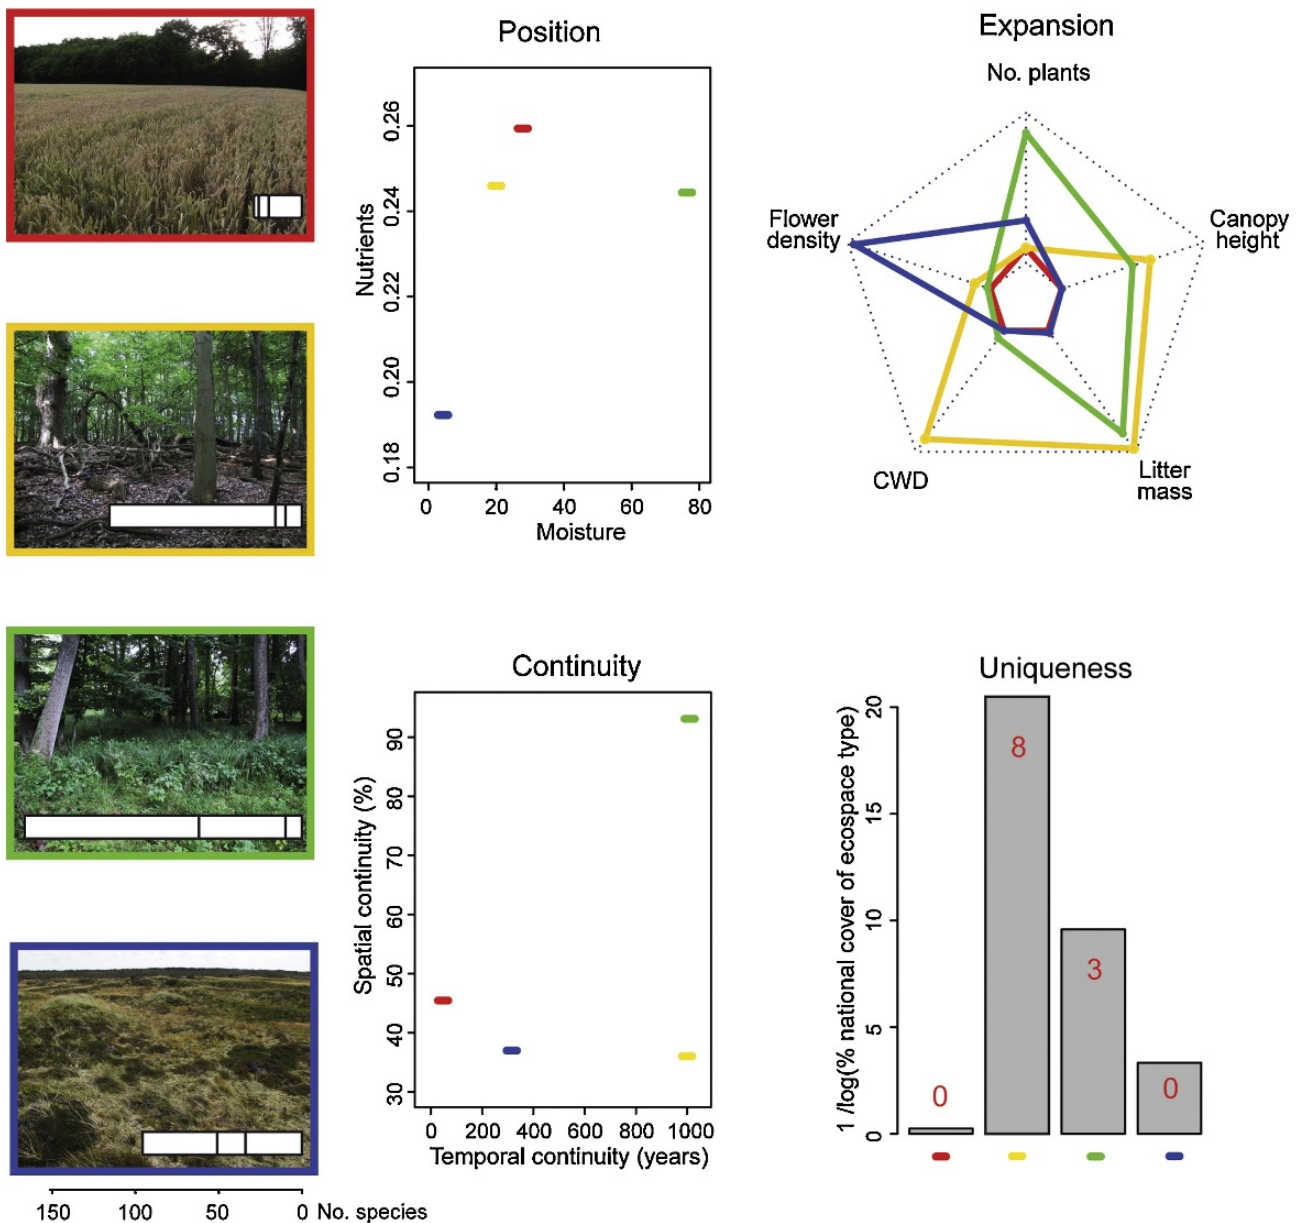 Position
Nutrients
0.26
0.24
0.22
0.20
0.18
0 20 40 60 80
Moisture
Expansion
No. plants
Flower
density
Canopy
height
CWD
Litter
mass
Continuity
Spatial continuity (%)
90
80
70
60
50
40
30
0 200 400 600 800 1000
Temporal continuity (years)
Uniqueness
1 /log(% national cover of ecospace type)
20
15
10
5
0
0
8
3
0
150 100 50 0 No. species